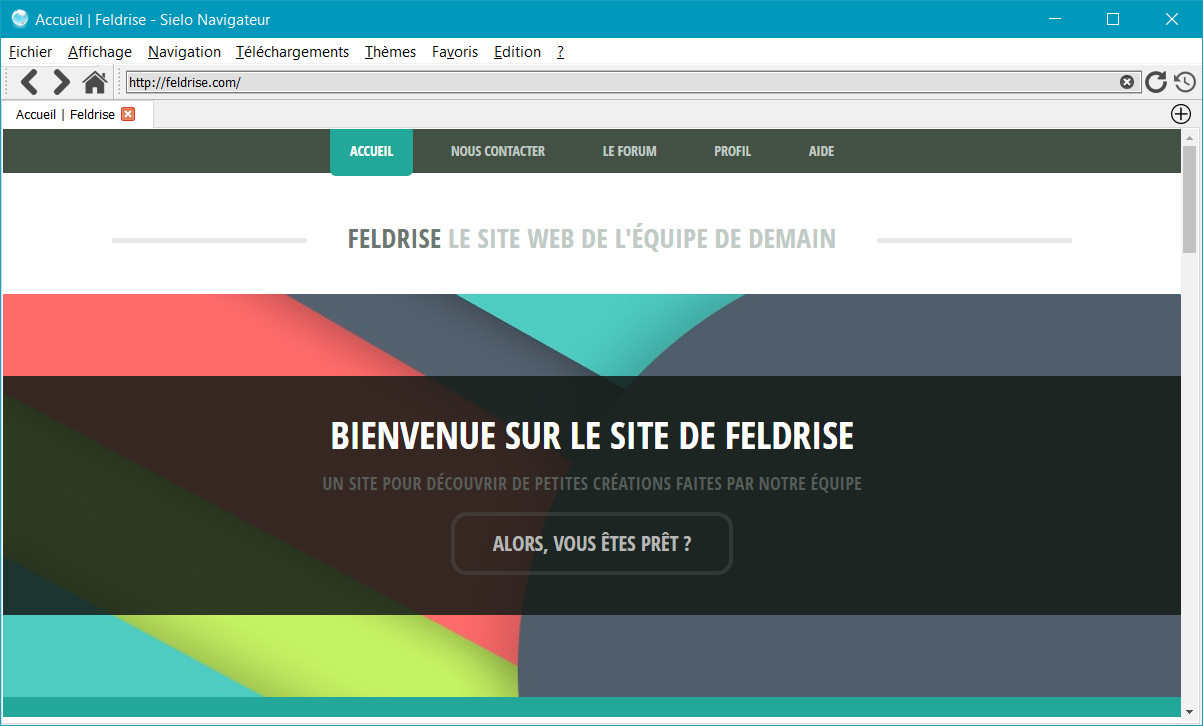 Accueil | Feldrise - Sielo Navigateur
Fichier Affichage Navigation Téléchargements Thèmes Favoris Edition ?
http://feldrise.com/
Accueil | Feldrise
ACCUEIL NOUS CONTACTER LE FORUM PROFIL AIDE
FELDRISE LE SITE WEB DE L'ÉQUIPE DE DEMAIN
BIENVENUE SUR LE SITE DE FELDRISE
UN SITE POUR DÉCOUVRIR DE PETITES CRÉATIONS FAITES PAR NOTRE ÉQUIPE
ALORS, VOUS ÊTES PRÊT ?